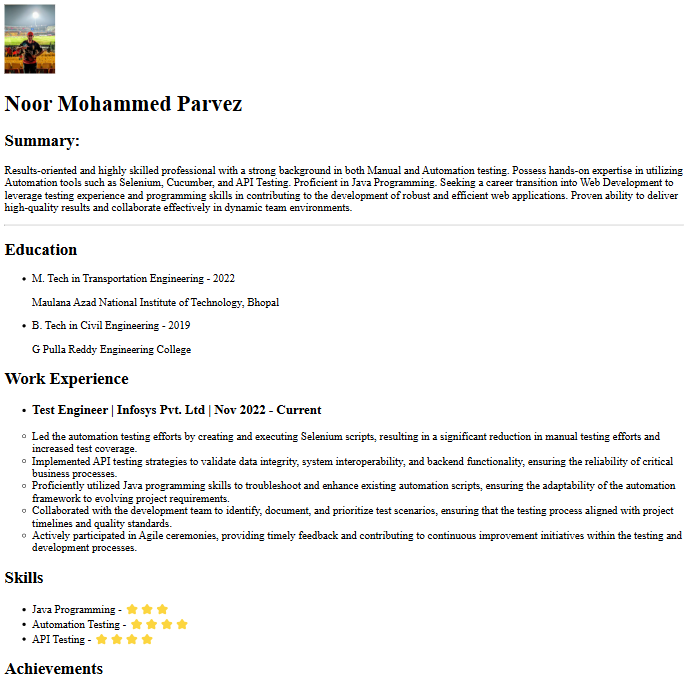 Noor Mohammed Parvez
Summary:
Results-oriented and highly skilled professional with a strong background in both Manual and Automation testing. Possess hands-on expertise in utilizing
Automation tools such as Selenium, Cucumber, and API Testing. Proficient in Java Programming. Seeking a career transition into Web Development to
leverage testing experience and programming skills in contributing to the development of robust and efficient web applications. Proven ability to deliver
high-quality results and collaborate effectively in dynamic team environments.
Education
• M. Tech in Transportation Engineering - 2022
Maulana Azad National Institute of Technology, Bhopal
• B. Tech in Civil Engineering - 2019
G Pulla Reddy Engineering College
Work Experience
• Test Engineer | Infosys Pvt. Ltd | Nov 2022 - Current
◦ Led the automation testing efforts by creating and executing Selenium scripts, resulting in a significant reduction in manual testing efforts and
increased test coverage.
◦ Implemented API testing strategies to validate data integrity, system interoperability, and backend functionality, ensuring the reliability of critical
business processes.
◦ Proficiently utilized Java programming skills to troubleshoot and enhance existing automation scripts, ensuring the adaptability of the automation
framework to evolving project requirements.
◦ Collaborated with the development team to identify, document, and prioritize test scenarios, ensuring that the testing process aligned with project
timelines and quality standards.
◦ Actively participated in Agile ceremonies, providing timely feedback and contributing to continuous improvement initiatives within the testing and
development processes.
Skills
• Java Programming - ⭐⭐⭐
• Automation Testing - ⭐⭐⭐⭐
• API Testing - ⭐⭐⭐⭐
Achievements